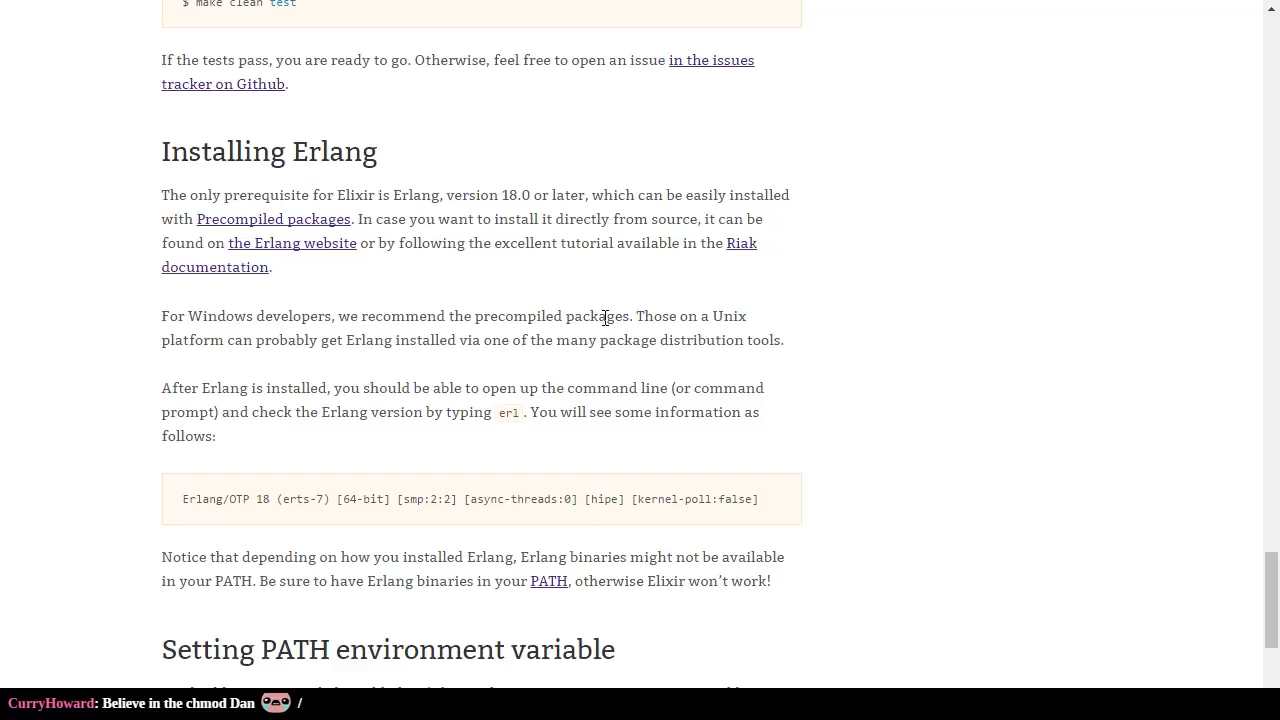 $ make clean test
If the tests pass, you are ready to go. Otherwise, feel free to open an issue in the issues
tracker on Github.
Installing Erlang
The only prerequisite for Elixir is Erlang, version 18.0 or later, which can be easily installed
with Precompiled packages. In case you want to install it directly from source, it can be
found on the Erlang website or by following the excellent tutorial available in the Riak
documentation.
For Windows developers, we recommend the precompiled packages. Those on a Unix
platform can probably get Erlang installed via one of the many package distribution tools.
After Erlang is installed, you should be able to open up the command line (or command
prompt) and check the Erlang version by typing erl. You will see some information as
follows:
Erlang/OTP 18 (erts-7) [64-bit] [smp:2:2] [async-threads:0] [hipe] [kernel-poll:false]
Notice that depending on how you installed Erlang, Erlang binaries might not be available
in your PATH. Be sure to have Erlang binaries in your PATH, otherwise Elixir won’t work!
Setting PATH environment variable
CurryHoward: Believe in the chmod Dan /